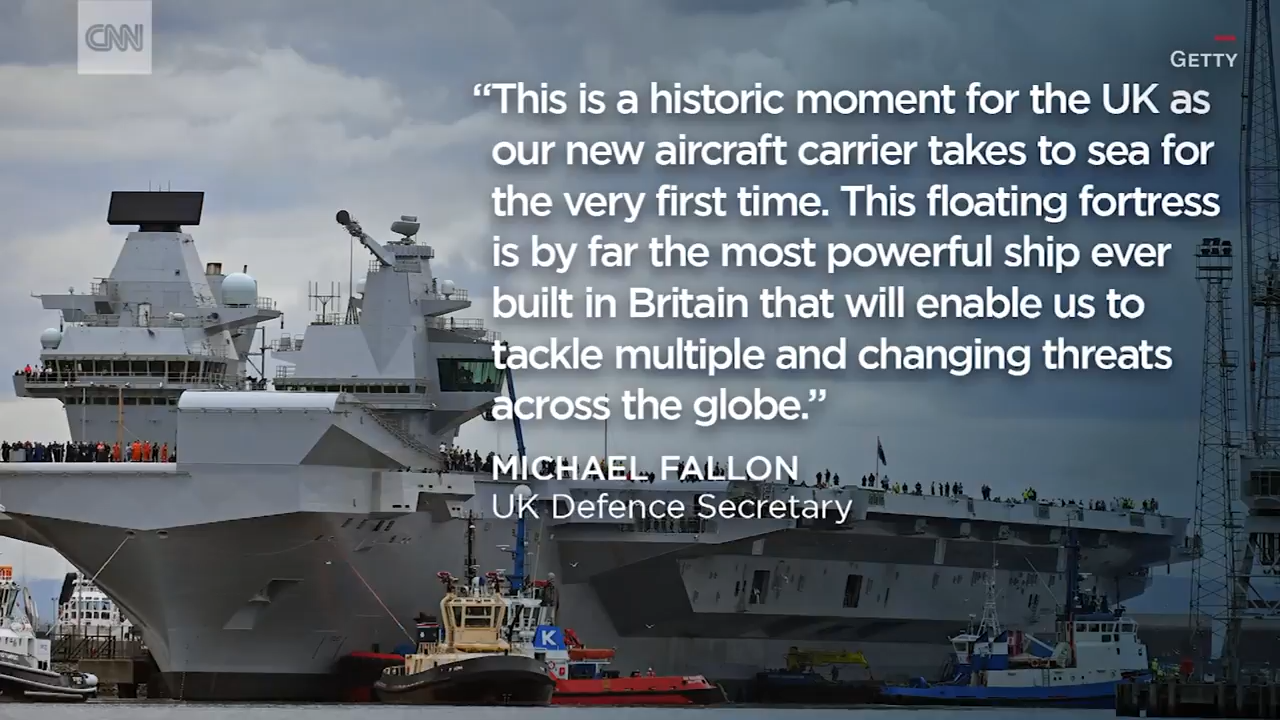 CNN
GETTY
“This is a historic moment for the UK as
our new aircraft carrier takes to sea for
the very first time. This floating fortress
is by far the most powerful ship ever
built in Britain that will enable us to
tackle multiple and changing threats
across the globe.”
MICHAEL FALLON
UK Defence Secretary
K